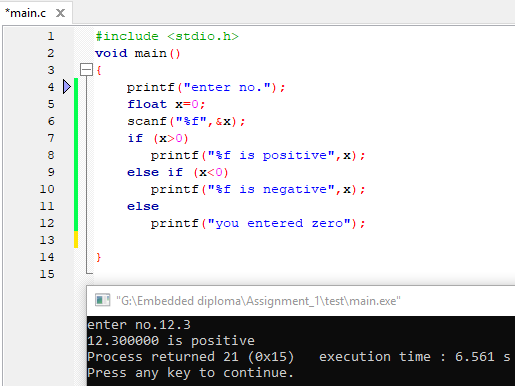 *main.c X
1 #include <stdio.h>
2 void main()
3 {
4 printf("enter no.");
5 float x=0;
6 scanf("%f",&x);
7 if (x>0)
8 printf("%f is positive",x);
9 else if (x<0)
10 printf("%f is negative",x);
11 else
12 printf("you entered zero");
13
14 }
15
"G:\Embedded diploma\Assignment_1\test\main.exe"
enter no.12.3
12.300000 is positive
Process returned 21 (0x15) execution time : 6.561 s
Press any key to continue.